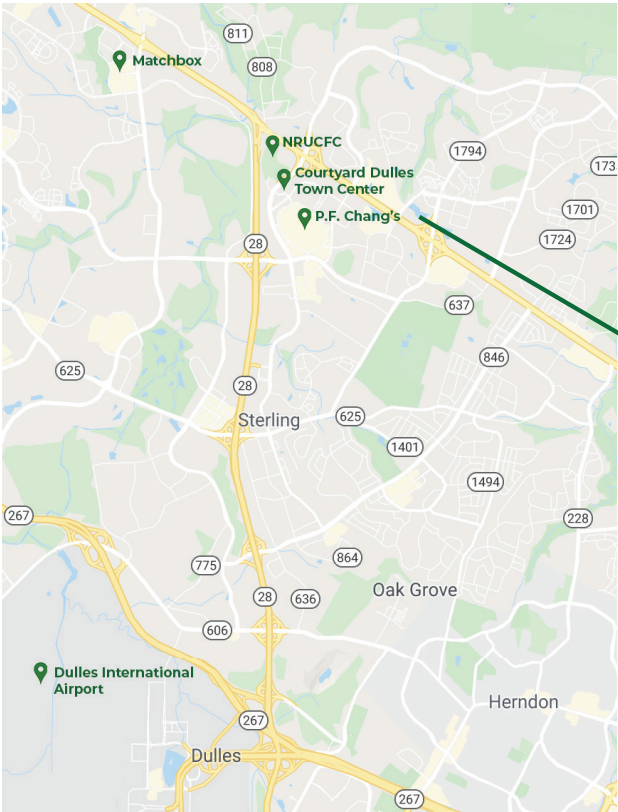 811
Matchbox
808
NRUCFC
1794
173
Courtyard Dulles
Town Center
1701
P.F. Chang's
1724
28
637
846
625
28
Sterling
625
1401
1494
267
228
775
864
Oak Grove
28
636
606
Dulles International
Airport
Herndon
267
Dulles
267